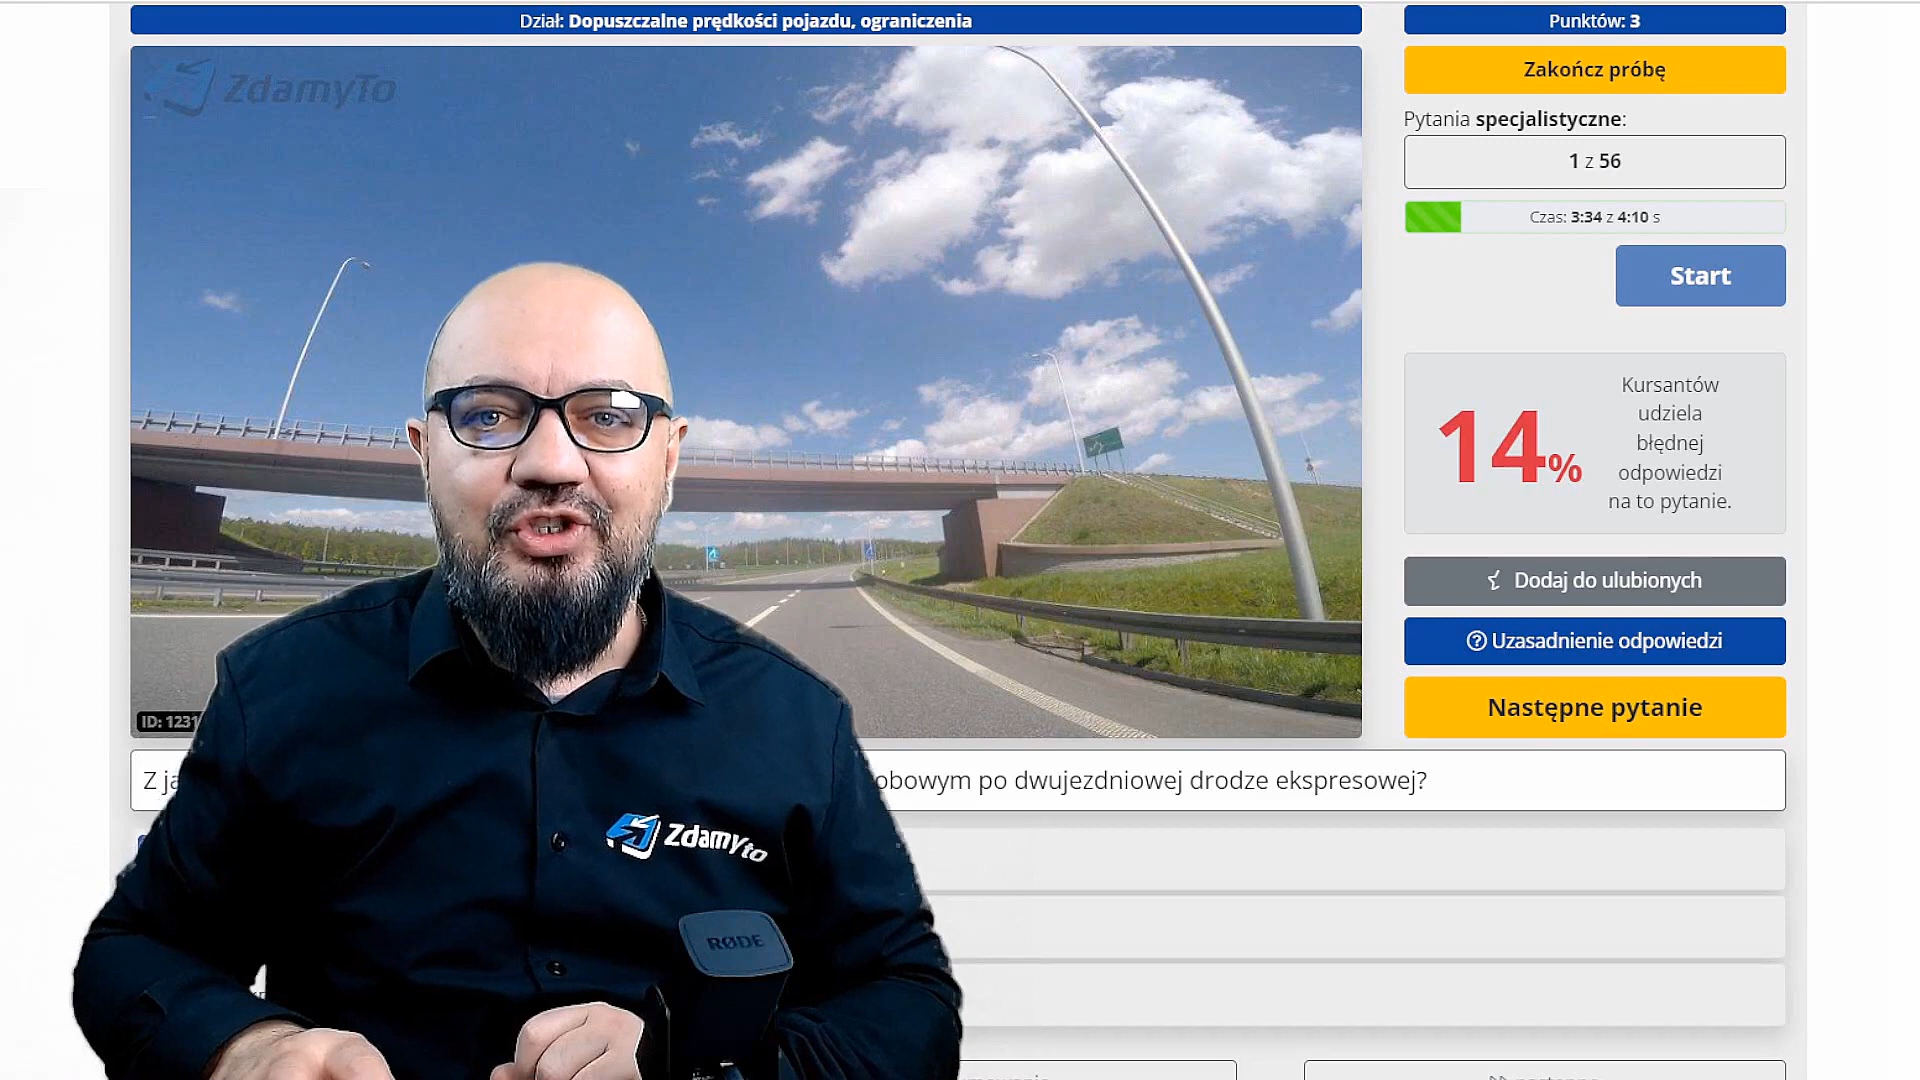 Dział: Dopuszczalne prędkości pojazdu, ograniczenia
Punktów: 3
ZdamyTo
Zakończ próbę
Pytania specjalistyczne:
1 z 56
Czas: 3:34 z 4:10 s
Start
14%
Kursantów
udziela
błędnej
odpowiedzi
na to pytanie.
Dodaj do ulubionych
Uzasadnienie odpowiedzi
Następne pytanie
ID: 1231
Z
po dwujezdniowej drodze ekspresowej?
Zdamyto
RØDE